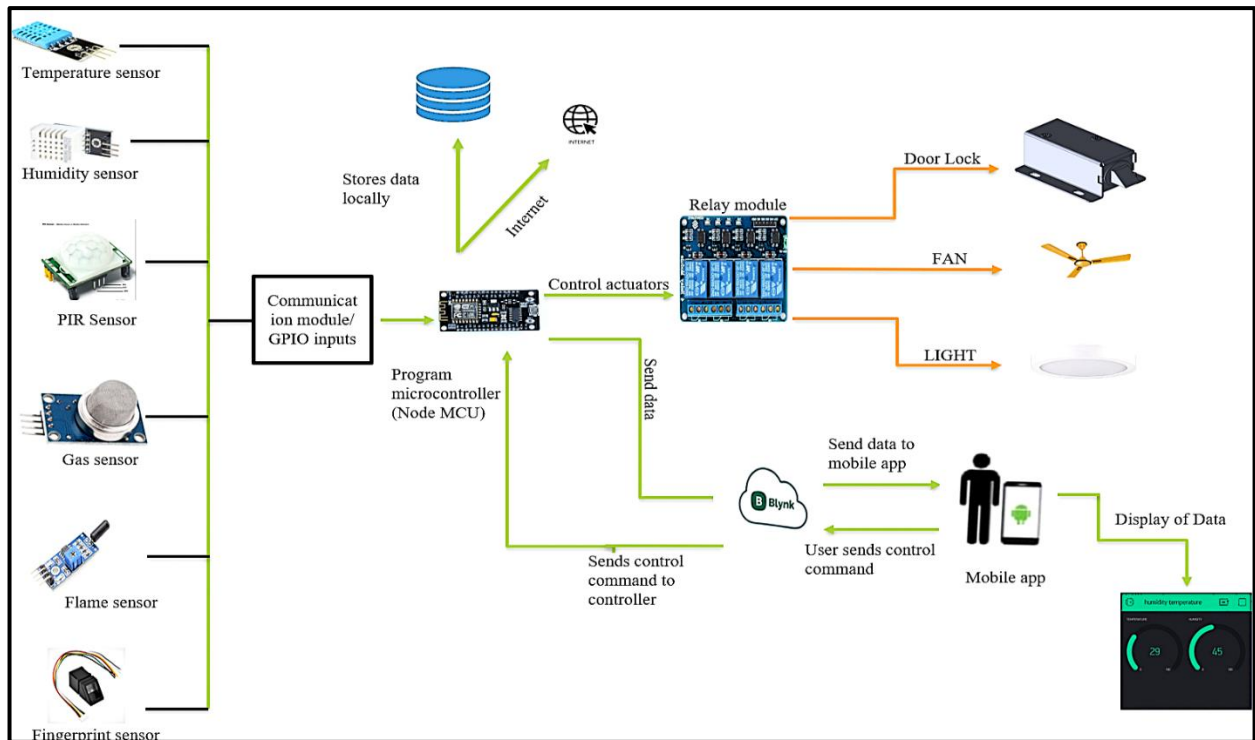 Temperature sensor
Humidity sensor
PIR Sensor
Gas sensor
Flame sensor
Fingerprint sensor
Communicat
ion module/
GPIO inputs
Stores data
locally
INTERNET
Internet
Program
microcontroller
(Node MCU)
Control actuators
Relay module
Door Lock
FAN
LIGHT
Send data
B Blynk
Send data to
mobile app
User sends control
command
Sends control
command to
controller
Mobile app
Display of Data
humidity temperature
TEMPERATURE
HUMIDITY
29
45